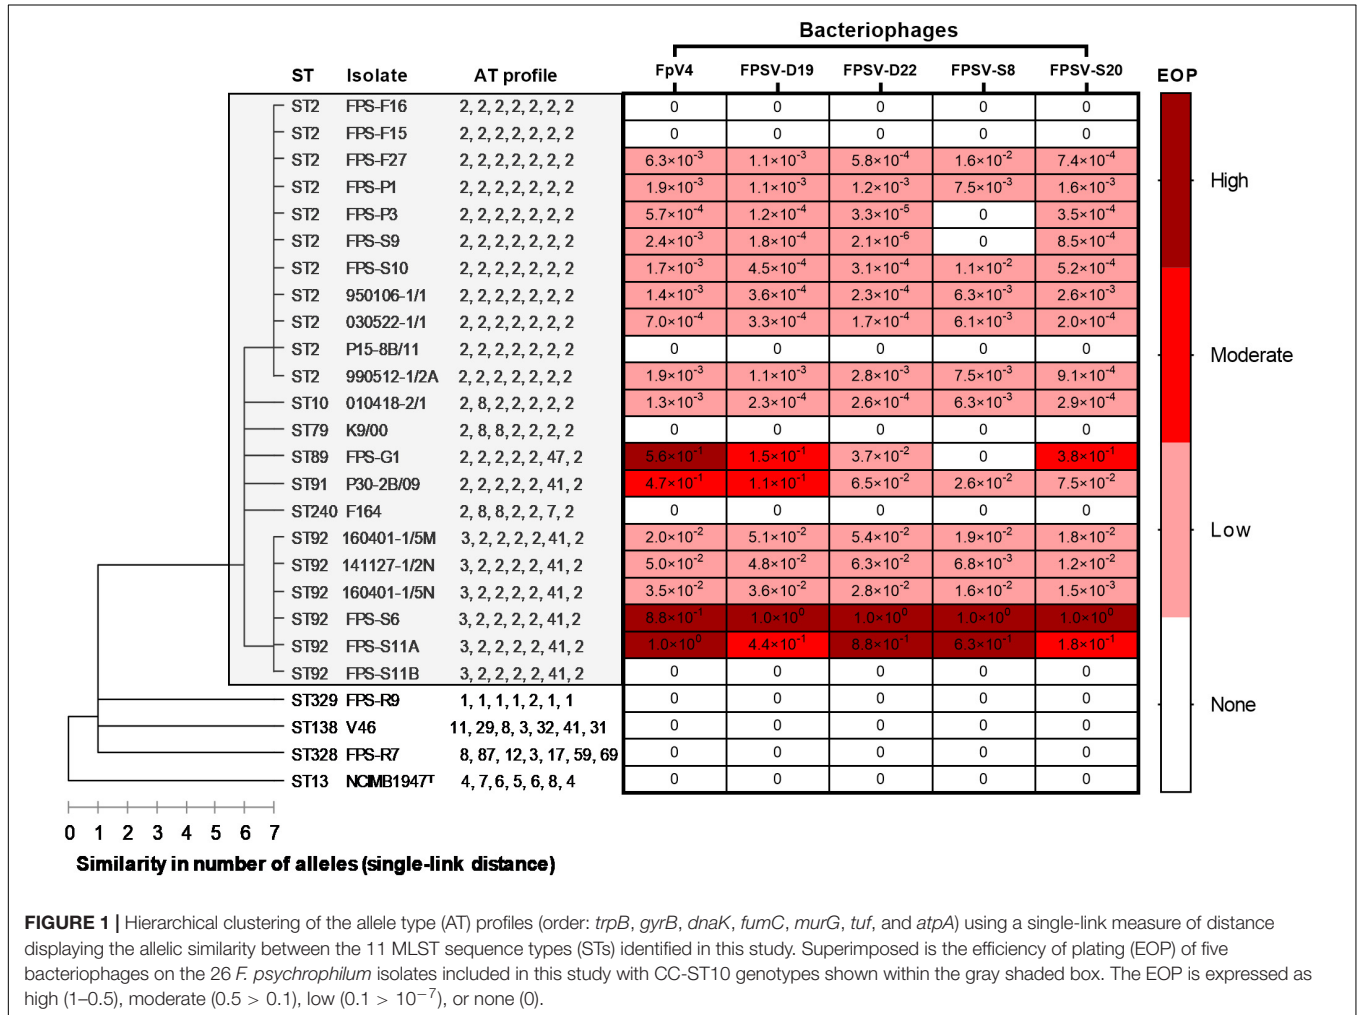 Bacteriophages
ST Isolate AT profile FpV4 FPSV-D19 FPSV-D22 FPSV-S8 FPSV-S20 EOP
ST2 FPS-F16 2, 2, 2, 2, 2, 2, 2 0 0 0 0 0
ST2 FPS-F15 2, 2, 2, 2, 2, 2, 2 0 0 0 0 0
ST2 FPS-F27 2, 2, 2, 2, 2, 2, 2 6.3×10⁻³ 1.1×10⁻³ 5.8×10⁻⁴ 1.6×10⁻² 7.4×10⁻⁴
ST2 FPS-P1 2, 2, 2, 2, 2, 2, 2 1.9×10⁻³ 1.1×10⁻³ 1.2×10⁻³ 7.5×10⁻³ 1.6×10⁻³
High
ST2 FPS-P3 2, 2, 2, 2, 2, 2, 2 5.7×10⁻⁴ 1.2×10⁻⁴ 3.3×10⁻⁵ 0 3.5×10⁻⁴
ST2 FPS-S9 2, 2, 2, 2, 2, 2, 2 2.4×10⁻³ 1.8×10⁻⁴ 2.1×10⁻⁶ 0 8.5×10⁻⁴
ST2 FPS-S10 2, 2, 2, 2, 2, 2, 2 1.7×10⁻³ 4.5×10⁻⁴ 3.1×10⁻⁴ 1.1×10⁻² 5.2×10⁻⁴
ST2 950106-1/1 2, 2, 2, 2, 2, 2, 2 1.4×10⁻³ 3.6×10⁻⁴ 2.3×10⁻⁴ 6.3×10⁻³ 2.6×10⁻³
ST2 030522-1/1 2, 2, 2, 2, 2, 2, 2 7.0×10⁻⁴ 3.3×10⁻⁴ 1.7×10⁻⁴ 6.1×10⁻³ 2.0×10⁻⁴
ST2 P15-8B/11 2, 2, 2, 2, 2, 2, 2 0 0 0 0 0
Moderate
ST2 990512-1/2A 2, 2, 2, 2, 2, 2, 2 1.9×10⁻³ 1.1×10⁻³ 2.8×10⁻³ 7.5×10⁻³ 9.1×10⁻⁴
ST10 010418-2/1 2, 8, 2, 2, 2, 2, 2 1.3×10⁻³ 2.3×10⁻⁴ 2.6×10⁻⁴ 6.3×10⁻³ 2.9×10⁻⁴
ST79 K9/00 2, 8, 8, 2, 2, 2, 2 0 0 0 0 0
ST89 FPS-G1 2, 2, 2, 2, 2, 47, 2 5.6×10⁻¹ 1.5×10⁻¹ 3.7×10⁻² 0 3.8×10⁻¹
ST91 P30-2B/09 2, 2, 2, 2, 2, 41, 2 4.7×10⁻¹ 1.1×10⁻¹ 6.5×10⁻² 2.6×10⁻² 7.5×10⁻²
ST240 F164 2, 8, 8, 2, 2, 7, 2 0 0 0 0 0
ST92 160401-1/5M 3, 2, 2, 2, 2, 41, 2 2.0×10⁻² 5.1×10⁻² 5.4×10⁻² 1.9×10⁻² 1.8×10⁻²
Low
ST92 141127-1/2N 3, 2, 2, 2, 2, 41, 2 5.0×10⁻² 4.8×10⁻² 6.3×10⁻² 6.8×10⁻³ 1.2×10⁻²
ST92 160401-1/5N 3, 2, 2, 2, 2, 41, 2 3.5×10⁻² 3.6×10⁻² 2.8×10⁻² 1.6×10⁻² 1.5×10⁻³
ST92 FPS-S6 3, 2, 2, 2, 2, 41, 2 8.8×10⁻¹ 1.0×10⁰ 1.0×10⁰ 1.0×10⁰ 1.0×10⁰
ST92 FPS-S11A 3, 2, 2, 2, 2, 41, 2 1.0×10⁰ 4.4×10⁻¹ 8.8×10⁻¹ 6.3×10⁻¹ 1.8×10⁻¹
ST92 FPS-S11B 3, 2, 2, 2, 2, 41, 2 0 0 0 0 0
ST329 FPS-R9 1, 1, 1, 1, 2, 1, 1 0 0 0 0 0
None
ST138 V46 11, 29, 8, 3, 32, 41, 31 0 0 0 0 0
ST328 FPS-R7 8, 87, 12, 3, 17, 59, 69 0 0 0 0 0
ST13 NCIMB1947ᵀ 4, 7, 6, 5, 6, 8, 4 0 0 0 0 0
0 1 2 3 4 5 6 7
Similarity in number of alleles (single-link distance)
FIGURE 1 | Hierarchical clustering of the allele type (AT) profiles (order: trpB, gyrB, dnaK, fumC, murG, tuf, and atpA) using a single-link measure of distance
displaying the allelic similarity between the 11 MLST sequence types (STs) identified in this study. Superimposed is the efficiency of plating (EOP) of five
bacteriophages on the 26 F. psychrophilum isolates included in this study with CC-ST10 genotypes shown within the gray shaded box. The EOP is expressed as
high (1–0.5), moderate (0.5 > 0.1), low (0.1 > 10⁻⁷), or none (0).